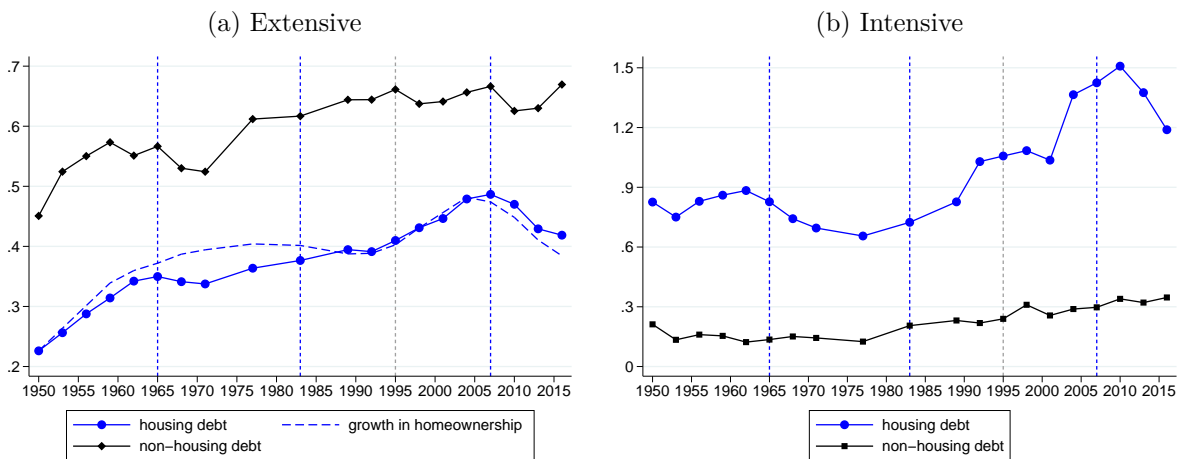 (a) Extensive
.7
.6
.5
.4
.3
.2
1950 1955 1960 1965 1970 1975 1980 1985 1990 1995 2000 2005 2010 2015
housing debt
growth in homeownership
non−housing debt
(b) Intensive
1.5
1.2
.9
.6
.3
0
1950 1955 1960 1965 1970 1975 1980 1985 1990 1995 2000 2005 2010 2015
housing debt
non−housing debt